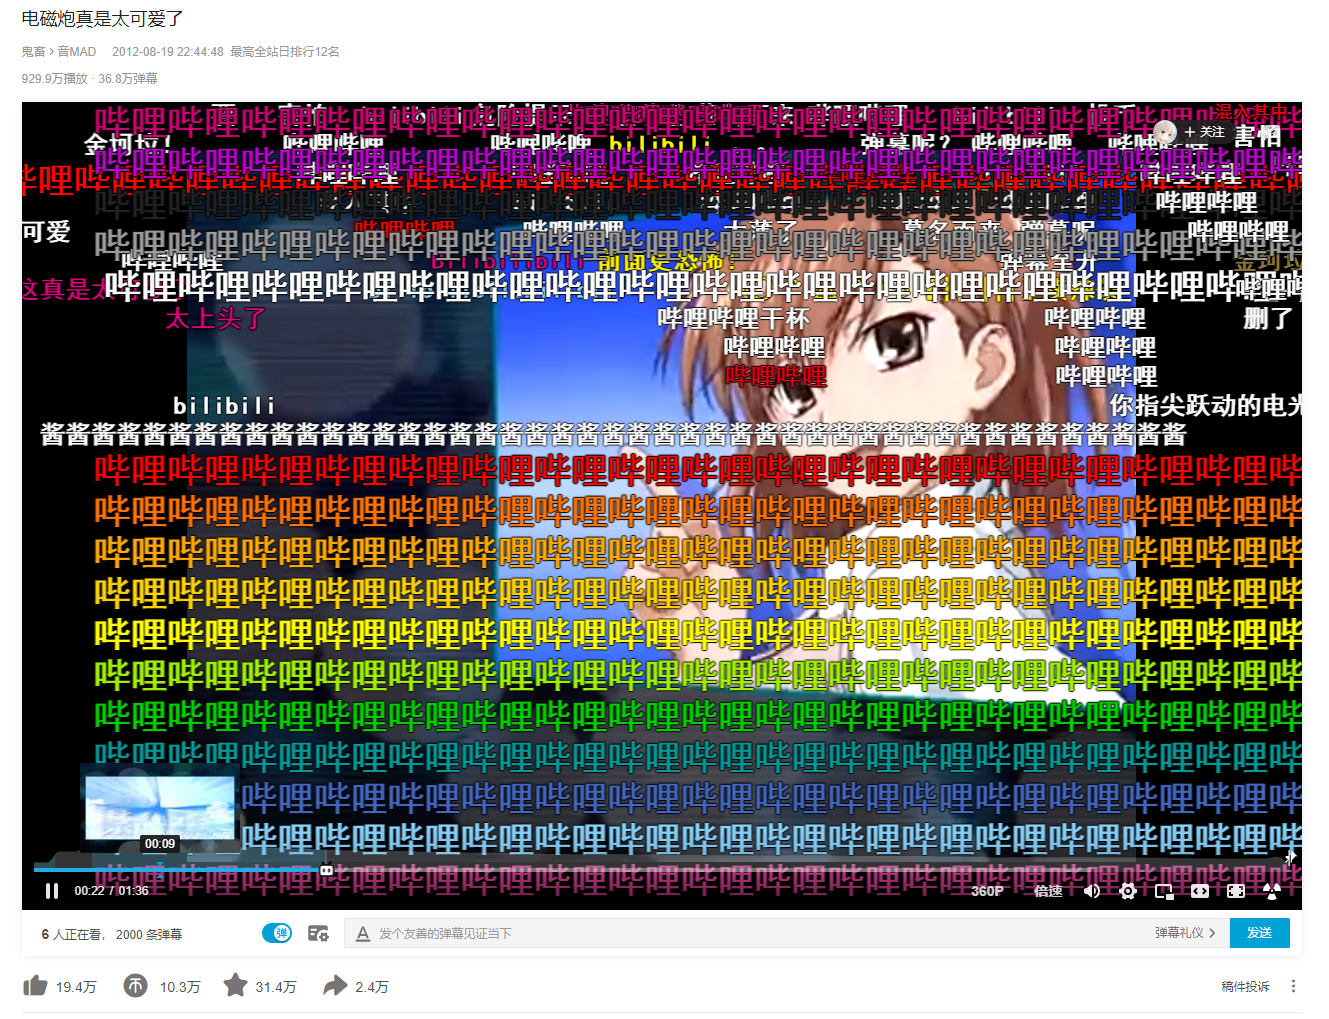 电磁炮真是太可爱了
鬼畜 > 音MAD 2012-08-19 22:44:48 最高全站日排行12名
929.9万播放 · 36.8万弹幕
混入其中
哔哩哔哩哔哩哔哩哔哩哔哩哔哩哔哩哔哩哔哩哔哩哔哩哔哩哔哩哔哩哔哩哔
金坷垃! 哔哩哔哩 哔哩哔哩 bilibili 弹幕呢? 哔哩哔哩 哔哩哔哩 + 关注 害怕
哔哩哔哩哔哩哔哩哔哩哔哩哔哩哔哩哔哩哔哩哔哩哔哩哔哩哔哩哔哩哔哩哔
哔哩哔哩
哔哩哔哩哔哩哔哩哔哩哔哩哔哩哔哩哔哩哔哩哔哩哔哩哔哩哔哩哔哩哔哩哔
哔哩哔哩
可爱 哔哩哔哩 哔哩哔哩 太薄了 慕名而来 弹幕呢 哔哩哔哩
哔哩哔哩哔哩哔哩哔哩哔哩哔哩哔哩哔哩哔哩哔哩哔哩哔哩哔哩哔哩哔哩哔
哔哩哔哩 bilibilibili 前面是恐怖! 弹幕全开 金坷垃
这真是太 哔哩哔哩哔哩哔哩哔哩哔哩哔哩哔哩哔哩哔哩哔哩哔哩哔哩哔哩哔哩哔 哔哩哔
太上头了 哔哩哔哩干杯 哔哩哔哩 删了
哔哩哔哩 哔哩哔哩
哔哩哔哩 哔哩哔哩
bilibili 你指尖跃动的电光
酱酱酱酱酱酱酱酱酱酱酱酱酱酱酱酱酱酱酱酱酱酱酱酱酱酱酱酱酱酱酱酱酱酱酱酱酱酱酱酱酱酱酱酱酱
哔哩哔哩哔哩哔哩哔哩哔哩哔哩哔哩哔哩哔哩哔哩哔哩哔哩哔哩哔哩哔哩哔
哔哩哔哩哔哩哔哩哔哩哔哩哔哩哔哩哔哩哔哩哔哩哔哩哔哩哔哩哔哩哔哩哔
哔哩哔哩哔哩哔哩哔哩哔哩哔哩哔哩哔哩哔哩哔哩哔哩哔哩哔哩哔哩哔哩哔
哔哩哔哩哔哩哔哩哔哩哔哩哔哩哔哩哔哩哔哩哔哩哔哩哔哩哔哩哔哩哔哩哔
哔哩哔哩哔哩哔哩哔哩哔哩哔哩哔哩哔哩哔哩哔哩哔哩哔哩哔哩哔哩哔哩哔
哔哩哔哩哔哩哔哩哔哩哔哩哔哩哔哩哔哩哔哩哔哩哔哩哔哩哔哩哔哩哔哩哔
哔哩哔哩哔哩哔哩哔哩哔哩哔哩哔哩哔哩哔哩哔哩哔哩哔哩哔哩哔哩哔哩哔
哔哩哔哩哔哩哔哩哔哩哔哩哔哩哔哩哔哩哔哩哔哩哔哩哔哩哔哩哔哩哔哩哔
哔哩哔哩哔哩哔哩哔哩哔哩哔哩哔哩哔哩哔哩哔哩哔哩哔哩哔哩哔
哔哩哔哩哔哩哔哩哔哩哔哩哔哩哔哩哔哩哔哩哔哩哔哩哔哩哔哩哔
00:09
哔哩哔哩哔哩哔哩哔哩哔哩哔哩哔哩哔哩哔哩哔哩哔哩哔哩哔哩哔哩哔哩哔
00:22 / 01:36 360P 倍速
6 人正在看, 2000 条弹幕 弹 A 发个友善的弹幕见证当下 弹幕礼仪 > 发送
19.4万 10.3万 31.4万 2.4万 稿件投诉